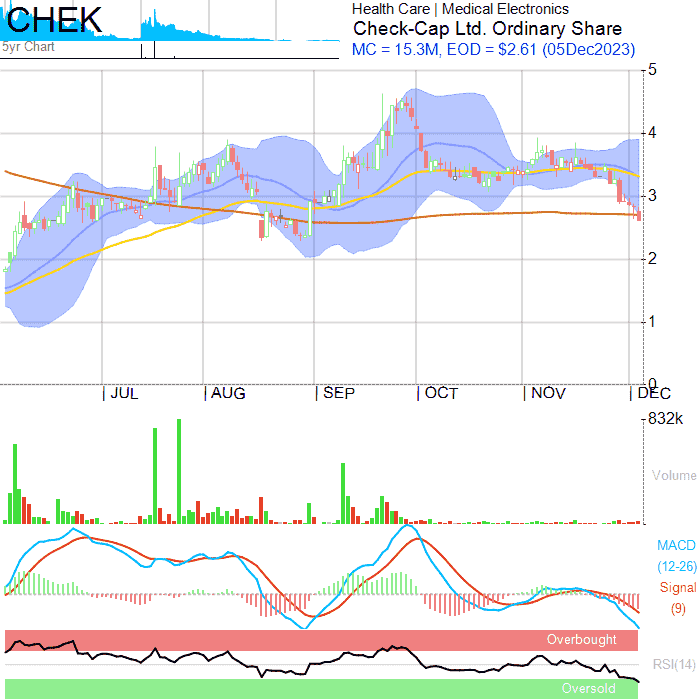 CHEK
5yr Chart
Health Care | Medical Electronics
Check-Cap Ltd. Ordinary Share
MC = 15.3M, EOD = $2.61 (05Dec2023)
5
4
3
2
1
0
JUL
AUG
SEP
OCT
NOV
DEC
832k
Volume
MACD
(12-26)
Signal
(9)
Overbought
RSI(14)
Oversold